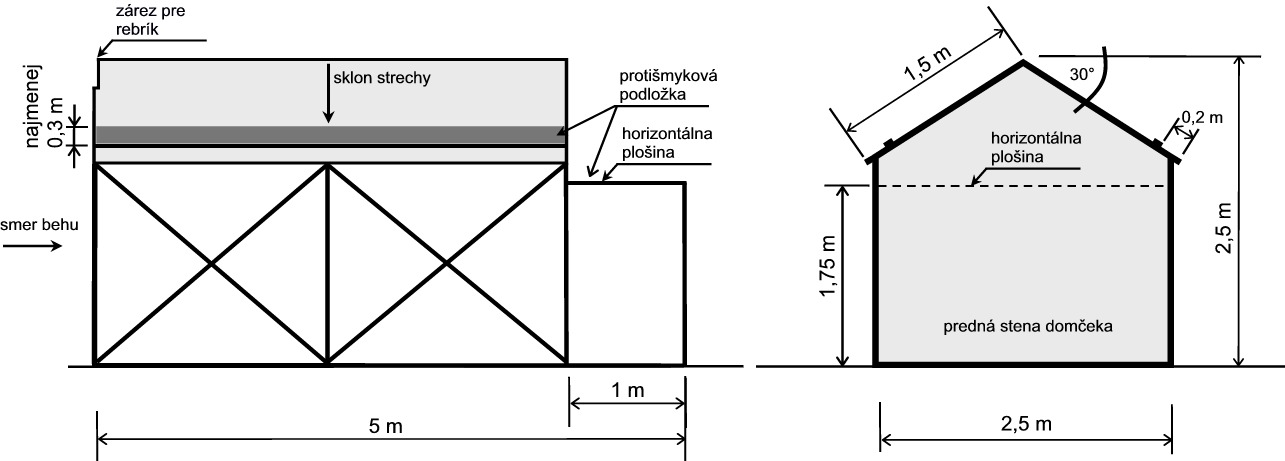 zárez pre
rebrík
sklon strechy
najmenej
0,3 m
protišmyková
podložka
horizontálna
plošina
smer behu
1 m
5 m
1,5 m
30°
0,2 m
horizontálna
plošina
1,75 m
2,5 m
predná stena domčeka
2,5 m